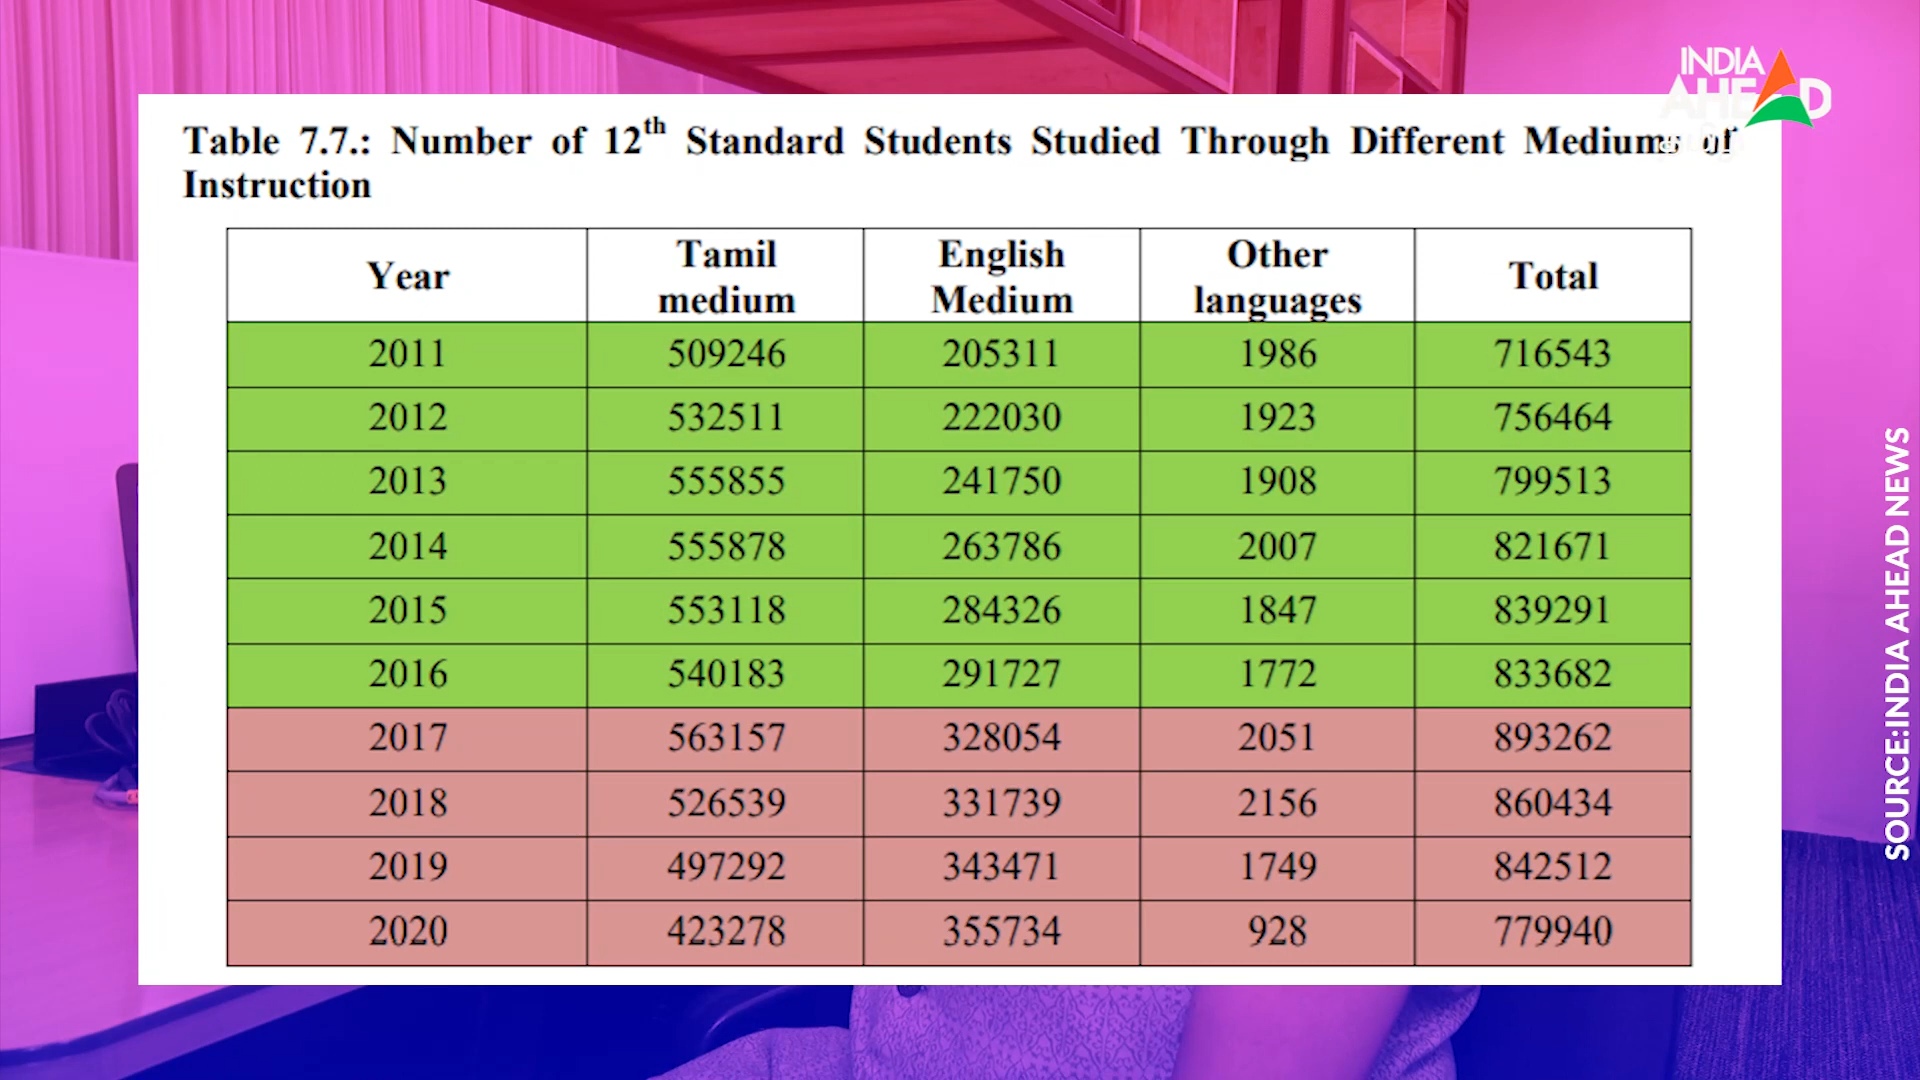 INDIA
AHEAD
Table 7.7.: Number of 12th Standard Students Studied Through Different Mediums of
Instruction
Year Tamil medium English Medium Other languages Total
2011 509246 205311 1986 716543
2012 532511 222030 1923 756464
2013 555855 241750 1908 799513
2014 555878 263786 2007 821671
2015 553118 284326 1847 839291
2016 540183 291727 1772 833682
2017 563157 328054 2051 893262
2018 526539 331739 2156 860434
2019 497292 343471 1749 842512
2020 423278 355734 928 779940
SOURCE:INDIA AHEAD NEWS